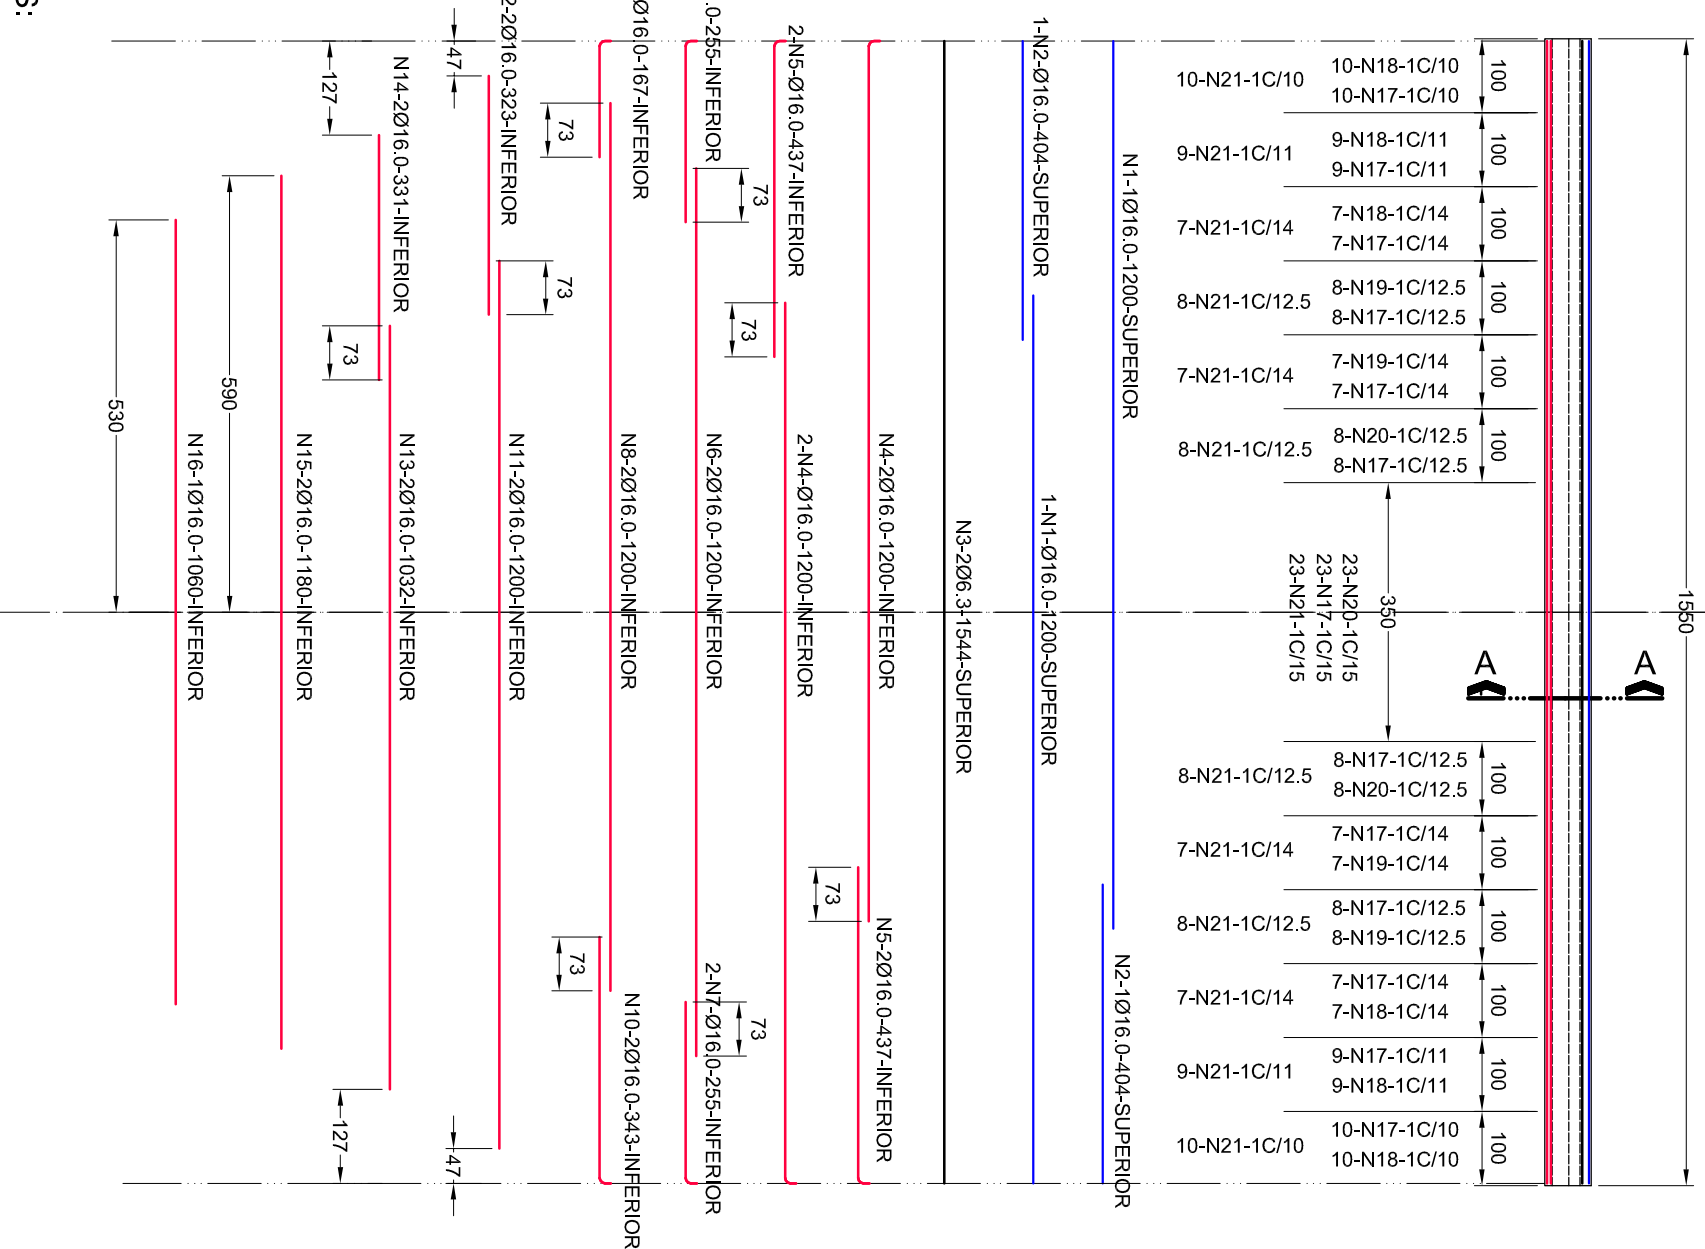 S:
1550
A
A
100
100
100
100
100
100
350
100
100
100
100
100
100
10-N18-1C/10
10-N17-1C/10
10-N21-1C/10
9-N18-1C/11
9-N17-1C/11
9-N21-1C/11
7-N18-1C/14
7-N17-1C/14
7-N21-1C/14
8-N19-1C/12.5
8-N17-1C/12.5
8-N21-1C/12.5
7-N19-1C/14
7-N17-1C/14
7-N21-1C/14
8-N20-1C/12.5
8-N17-1C/12.5
8-N21-1C/12.5
23-N20-1C/15
23-N17-1C/15
23-N21-1C/15
8-N17-1C/12.5
8-N20-1C/12.5
8-N21-1C/12.5
7-N17-1C/14
7-N19-1C/14
7-N21-1C/14
8-N17-1C/12.5
8-N19-1C/12.5
8-N21-1C/12.5
7-N17-1C/14
7-N18-1C/14
7-N21-1C/14
9-N17-1C/11
9-N18-1C/11
9-N21-1C/11
10-N17-1C/10
10-N18-1C/10
10-N21-1C/10
N1-1Ø16.0-1200-SUPERIOR
N2-1Ø16.0-404-SUPERIOR
1-N2-Ø16.0-404-SUPERIOR
1-N1-Ø16.0-1200-SUPERIOR
N3-2Ø6.3-1544-SUPERIOR
N4-2Ø16.0-1200-INFERIOR
N5-2Ø16.0-437-INFERIOR
73
2-N5-Ø16.0-437-INFERIOR
2-N4-Ø16.0-1200-INFERIOR
73
.0-255-INFERIOR
N6-2Ø16.0-1200-INFERIOR
2-N7-Ø16.0-255-INFERIOR
73
73
Ø16.0-167-INFERIOR
N8-2Ø16.0-1200-INFERIOR
N10-2Ø16.0-343-INFERIOR
73
73
2-2Ø16.0-323-INFERIOR
N11-2Ø16.0-1200-INFERIOR
47
73
47
N14-2Ø16.0-331-INFERIOR
N13-2Ø16.0-1032-INFERIOR
127
73
127
N15-2Ø16.0-1180-INFERIOR
590
N16-1Ø16.0-1060-INFERIOR
530